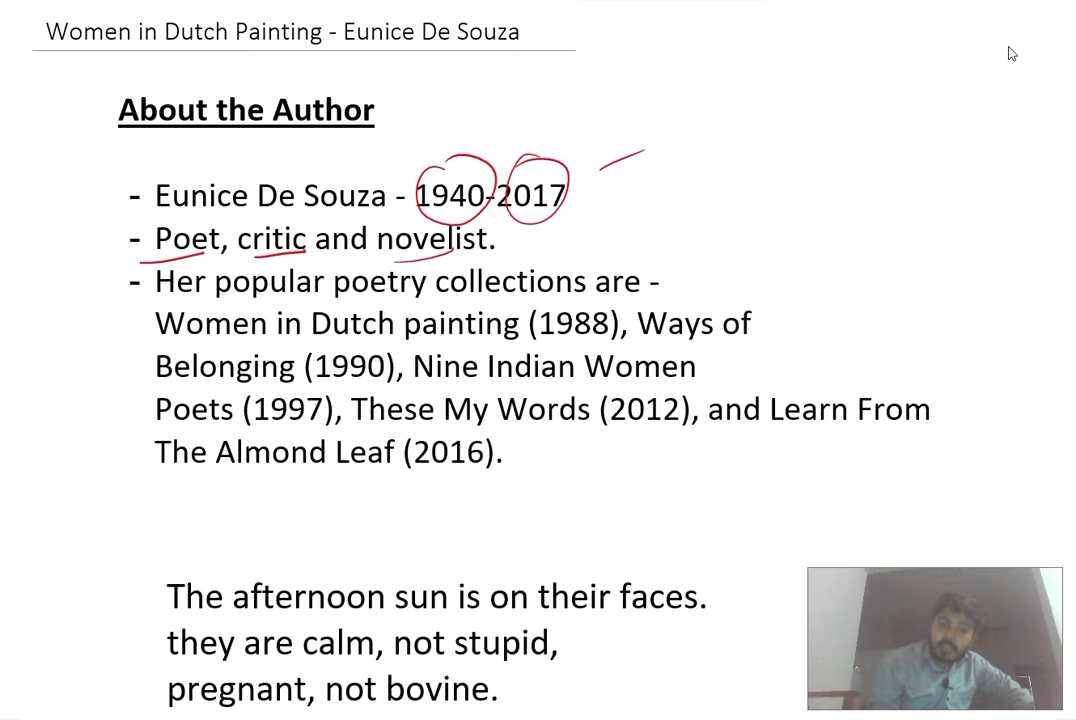 Women in Dutch Painting - Eunice De Souza
About the Author
- Eunice De Souza - 1940-2017
- Poet, critic and novelist.
- Her popular poetry collections are -
Women in Dutch painting (1988), Ways of
Belonging (1990), Nine Indian Women
Poets (1997), These My Words (2012), and Learn From
The Almond Leaf (2016).
The afternoon sun is on their faces.
they are calm, not stupid,
pregnant, not bovine.